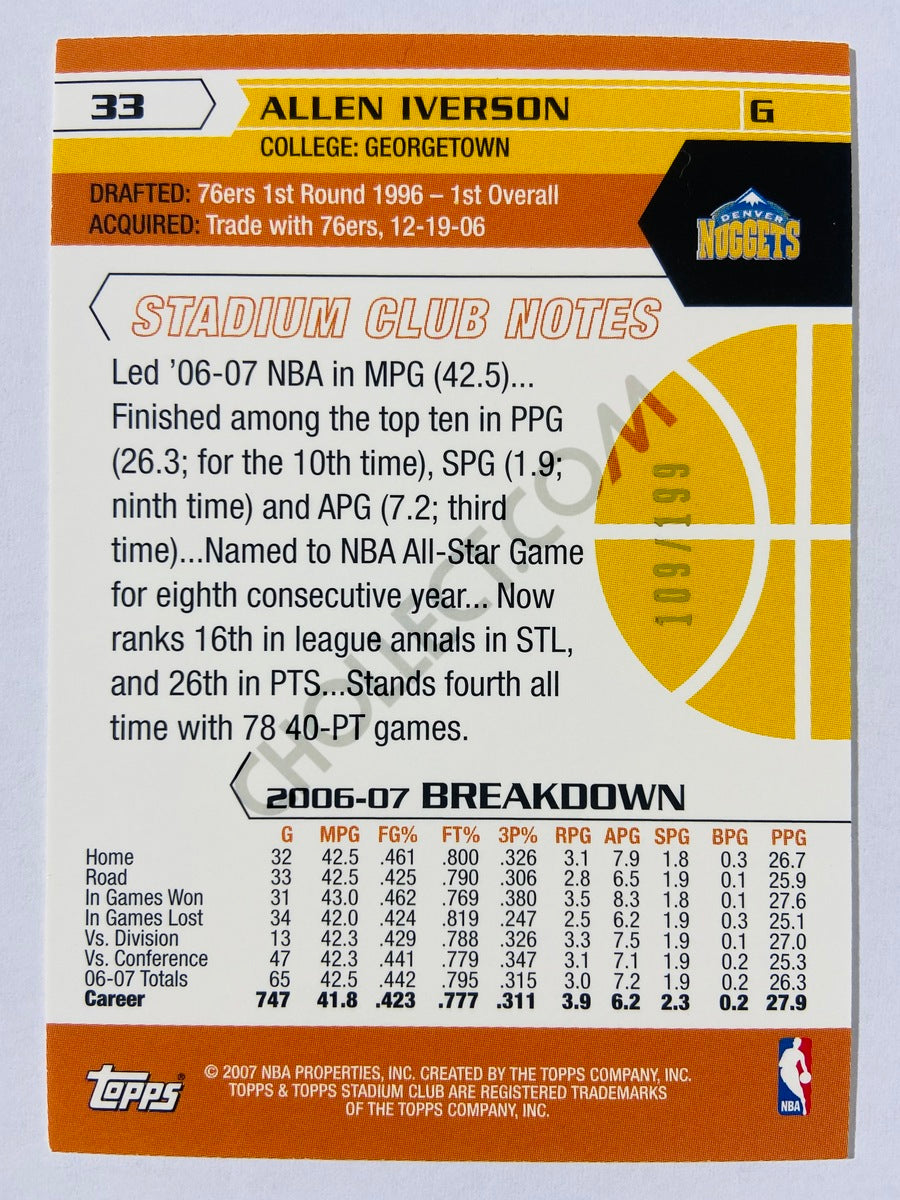 33 ALLEN IVERSON G
COLLEGE: GEORGETOWN
DRAFTED: 76ers 1st Round 1996 – 1st Overall
ACQUIRED: Trade with 76ers, 12-19-06
DENVER
NUGGETS
STADIUM CLUB NOTES
Led ’06-07 NBA in MPG (42.5)...
Finished among the top ten in PPG
(26.3; for the 10th time), SPG (1.9;
ninth time) and APG (7.2; third
time)...Named to NBA All-Star Game
for eighth consecutive year... Now
ranks 16th in league annals in STL,
and 26th in PTS...Stands fourth all
time with 78 40-PT games.
109/199
CHOLLECT.COM
2006-07 BREAKDOWN
G MPG FG% FT% 3P% RPG APG SPG BPG PPG
Home 32 42.5 .461 .800 .326 3.1 7.9 1.8 0.3 26.7
Road 33 42.5 .425 .790 .306 2.8 6.5 1.9 0.1 25.9
In Games Won 31 43.0 .462 .769 .380 3.5 8.3 1.8 0.1 27.6
In Games Lost 34 42.0 .424 .819 .247 2.5 6.2 1.9 0.3 25.1
Vs. Division 13 42.3 .429 .788 .326 3.3 7.5 1.9 0.1 27.0
Vs. Conference 47 42.3 .441 .779 .347 3.1 7.1 1.9 0.2 25.3
06-07 Totals 65 42.5 .442 .795 .315 3.0 7.2 1.9 0.2 26.3
Career 747 41.8 .423 .777 .311 3.9 6.2 2.3 0.2 27.9
topps®
© 2007 NBA PROPERTIES, INC. CREATED BY THE TOPPS COMPANY, INC.
TOPPS & TOPPS STADIUM CLUB ARE REGISTERED TRADEMARKS
OF THE TOPPS COMPANY, INC.
NBA